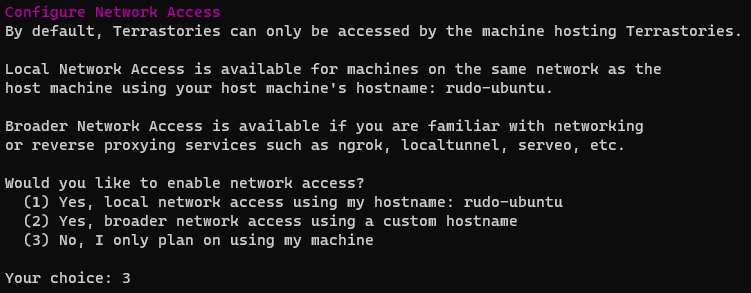 Configure Network Access
By default, Terrastories can only be accessed by the machine hosting Terrastories.
Local Network Access is available for machines on the same network as the
host machine using your host machine's hostname: rudo-ubuntu.
Broader Network Access is available if you are familiar with networking
or reverse proxying services such as ngrok, localtunnel, serveo, etc.
Would you like to enable network access?
(1) Yes, local network access using my hostname: rudo-ubuntu
(2) Yes, broader network access using a custom hostname
(3) No, I only plan on using my machine
Your choice: 3